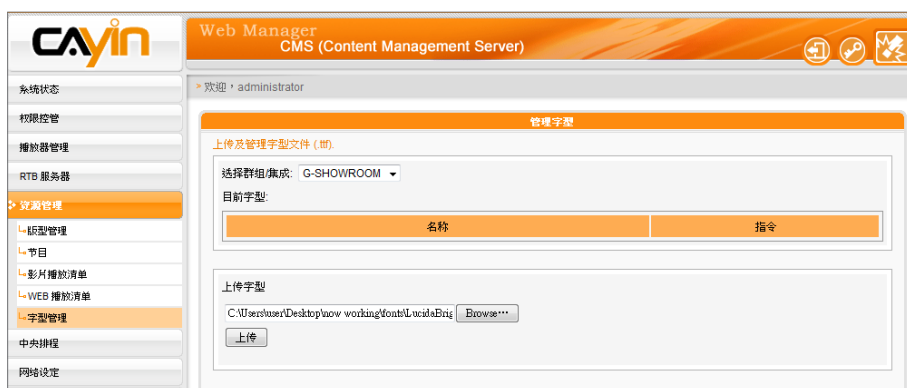 CAYIN
Web Manager
CMS (Content Management Server)
系统状态
权限控管
播放器管理
RTB 服务器
资源管理
版型管理
节目
影片播放清单
WEB 播放清单
字型管理
中央排程
网络设定
欢迎，administrator
管理字型
上传及管理字型文件 (.ttf).
选择群组/集成: G-SHOWROOM
目前字型:
名称 指令
上传字型
C:\Users\user\Desktop\now working\fonts\LucidaBrig Browse...
上传